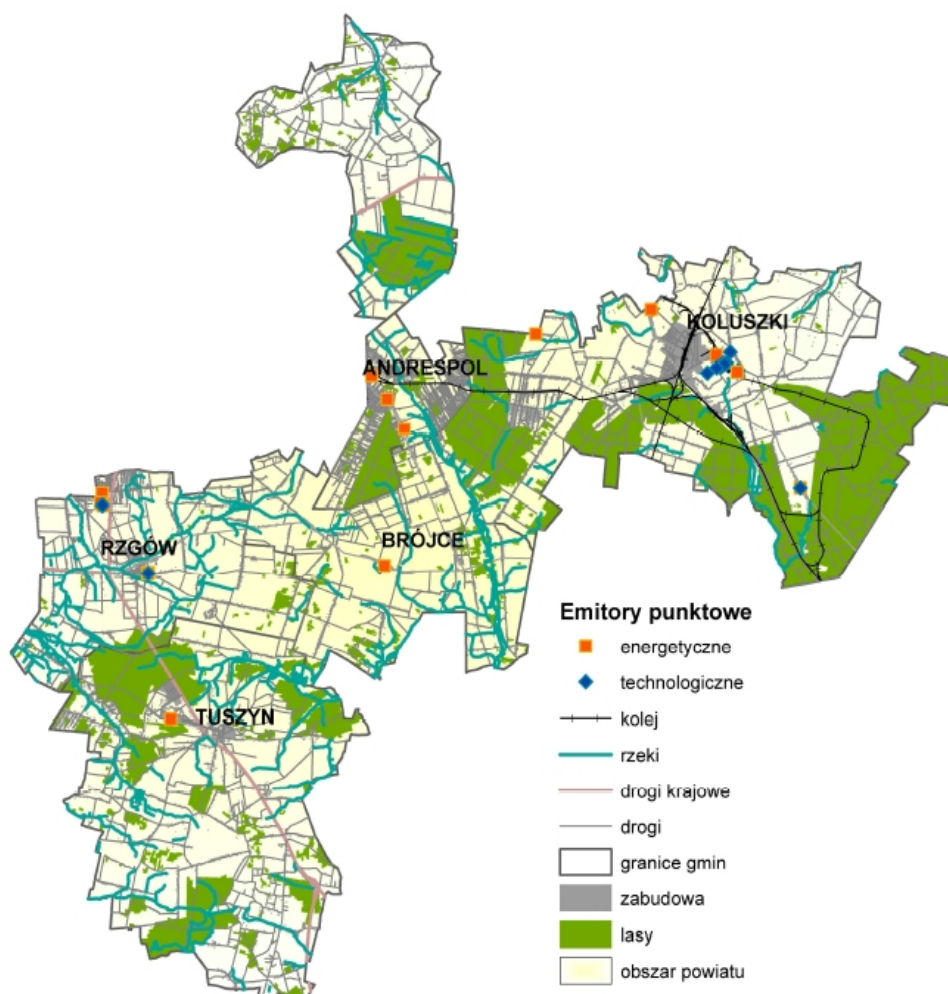 KOLUSZKI
ANDRESPOL
BRÓJCE
RZGÓW
TUSZYN
Emitory punktowe
energetyczne
technologiczne
kolej
rzeki
drogi krajowe
drogi
granice gmin
zabudowa
lasy
obszar powiatu